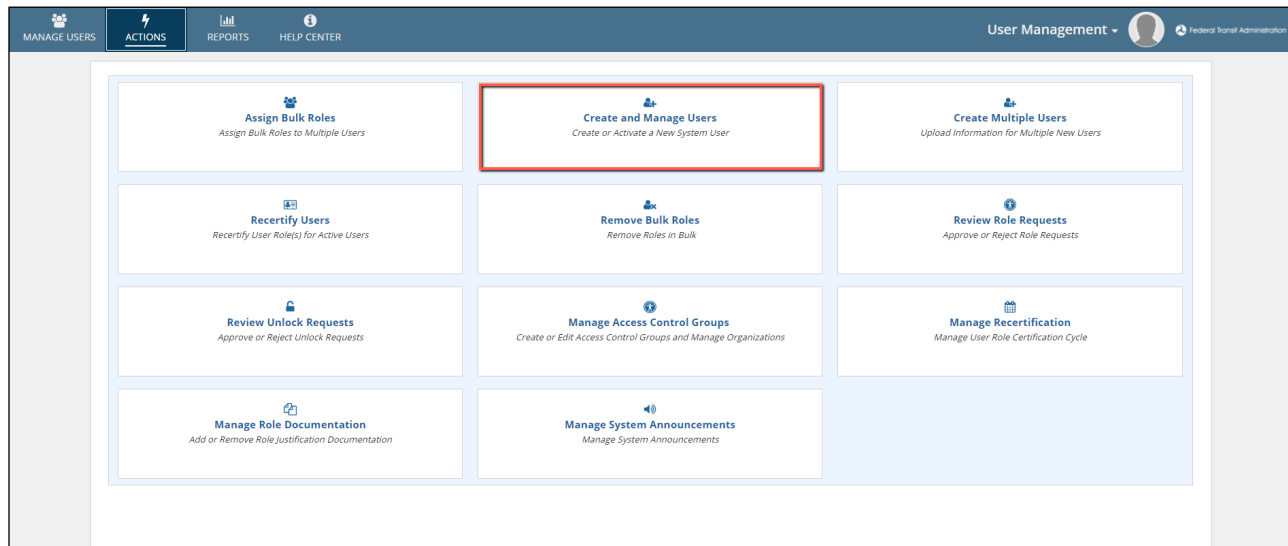 MANAGE USERS
ACTIONS
REPORTS
HELP CENTER
User Management
Federal Transit Administration
Assign Bulk Roles
Assign Bulk Roles to Multiple Users
Create and Manage Users
Create or Activate a New System User
Create Multiple Users
Upload Information for Multiple New Users
Recertify Users
Recertify User Role(s) for Active Users
Remove Bulk Roles
Remove Roles in Bulk
Review Role Requests
Approve or Reject Role Requests
Review Unlock Requests
Approve or Reject Unlock Requests
Manage Access Control Groups
Create or Edit Access Control Groups and Manage Organizations
Manage Recertification
Manage User Role Certification Cycle
Manage Role Documentation
Add or Remove Role Justification Documentation
Manage System Announcements
Manage System Announcements